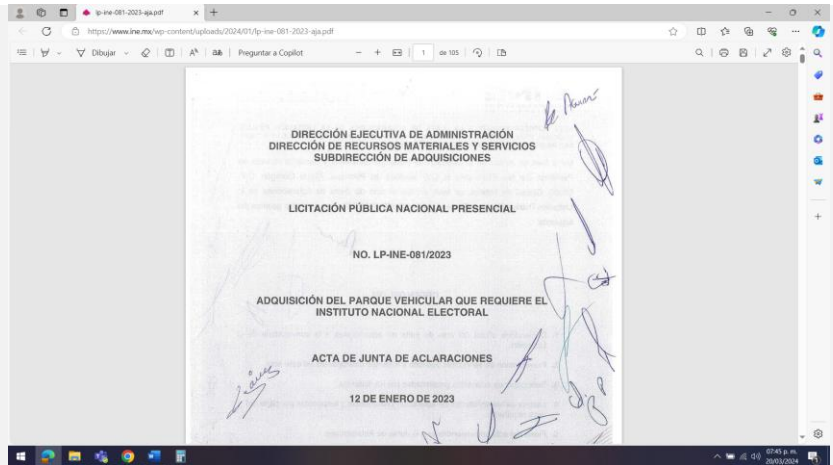 lp-ine-081-2023-aja.pdf
https://www.ine.mx/wp-content/uploads/2024/01/lp-ine-081-2023-aja.pdf
Dibujar
Preguntar a Copilot
1 de 105
DIRECCIÓN EJECUTIVA DE ADMINISTRACIÓN
DIRECCIÓN DE RECURSOS MATERIALES Y SERVICIOS
SUBDIRECCIÓN DE ADQUISICIONES
LICITACIÓN PÚBLICA NACIONAL PRESENCIAL
NO. LP-INE-081/2023
ADQUISICIÓN DEL PARQUE VEHICULAR QUE REQUIERE EL
INSTITUTO NACIONAL ELECTORAL
ACTA DE JUNTA DE ACLARACIONES
12 DE ENERO DE 2023
07:45 p. m.
20/03/2024